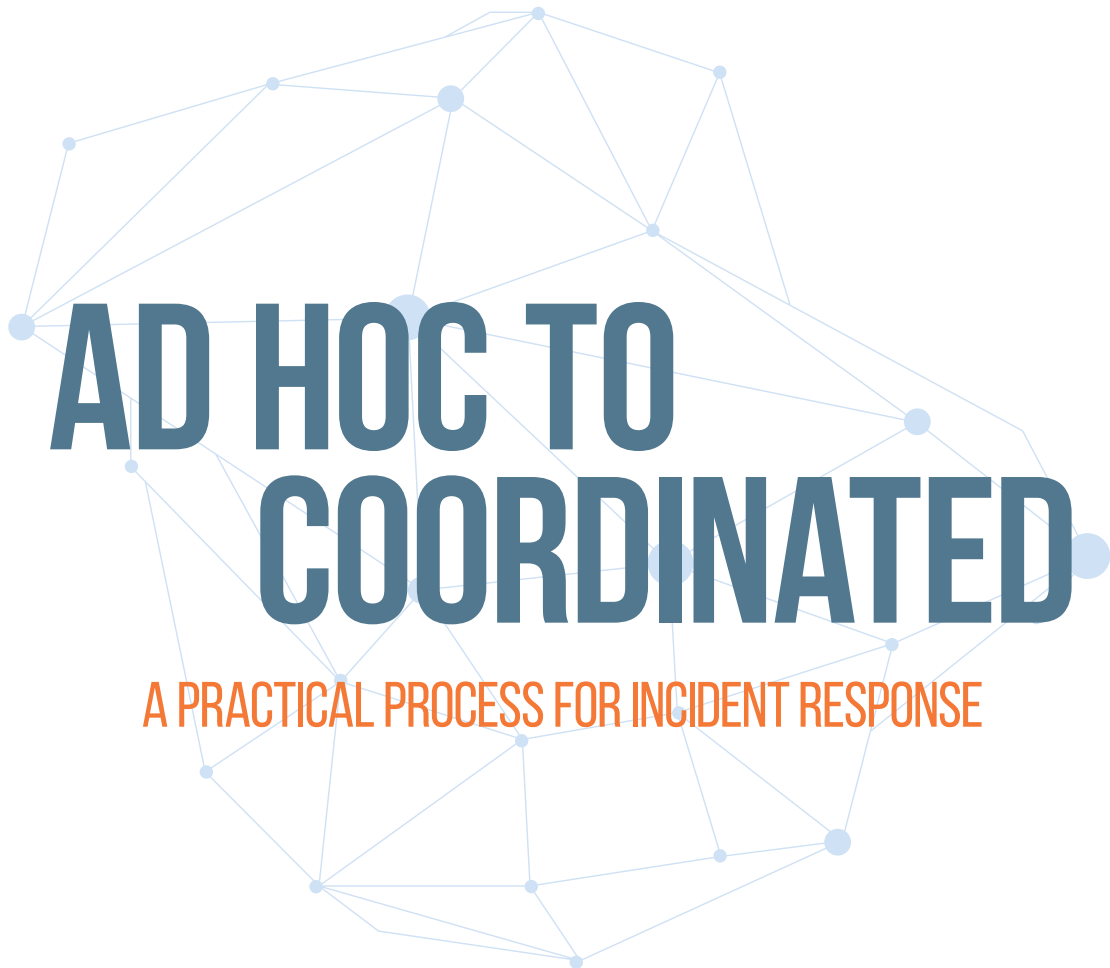 AD HOC TO
COORDINATED
A PRACTICAL PROCESS FOR INCIDENT RESPONSE